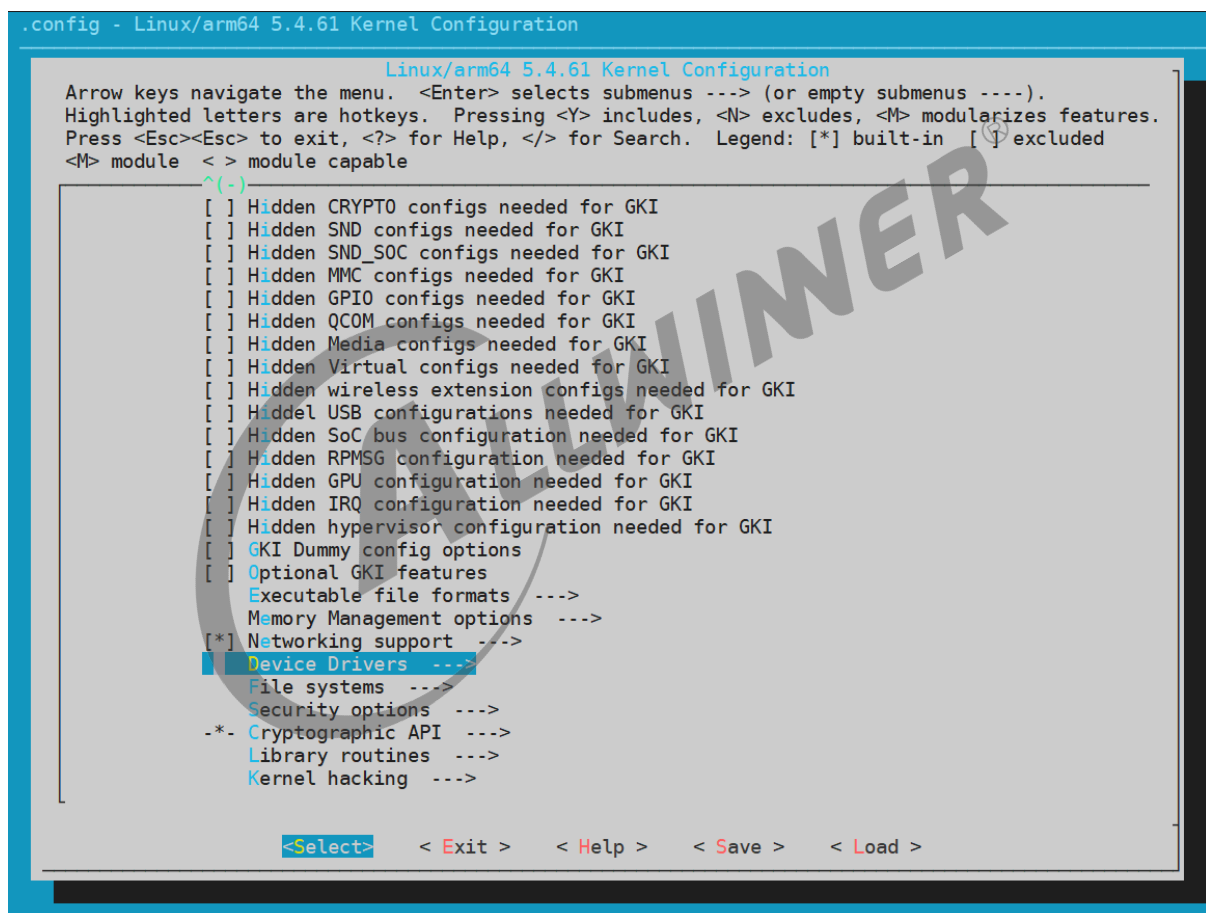 .config - Linux/arm64 5.4.61 Kernel Configuration
Linux/arm64 5.4.61 Kernel Configuration
Arrow keys navigate the menu.  <Enter> selects submenus ---> (or empty submenus ----).
Highlighted letters are hotkeys.  Pressing <Y> includes, <N> excludes, <M> modularizes features.
Press <Esc><Esc> to exit, <?> for Help, </> for Search.  Legend: [*] built-in  [ ] excluded
<M> module  < > module capable
^(-)
[ ] Hidden CRYPTO configs needed for GKI
[ ] Hidden SND configs needed for GKI
[ ] Hidden SND_SOC configs needed for GKI
[ ] Hidden MMC configs needed for GKI
[ ] Hidden GPIO configs needed for GKI
[ ] Hidden QCOM configs needed for GKI
[ ] Hidden Media configs needed for GKI
[ ] Hidden Virtual configs needed for GKI
[ ] Hidden wireless extension configs needed for GKI
[ ] Hiddel USB configurations needed for GKI
[ ] Hidden SoC bus configuration needed for GKI
[ ] Hidden RPMSG configuration needed for GKI
[ ] Hidden GPU configuration needed for GKI
[ ] Hidden IRQ configuration needed for GKI
[ ] Hidden hypervisor configuration needed for GKI
[ ] GKI Dummy config options
[ ] Optional GKI features
Executable file formats  --->
Memory Management options  --->
[*] Networking support  --->
Device Drivers  --->
File systems  --->
Security options  --->
-*- Cryptographic API  --->
Library routines  --->
Kernel hacking  --->
<Select>    < Exit >    < Help >    < Save >    < Load >
ALLWINNER®